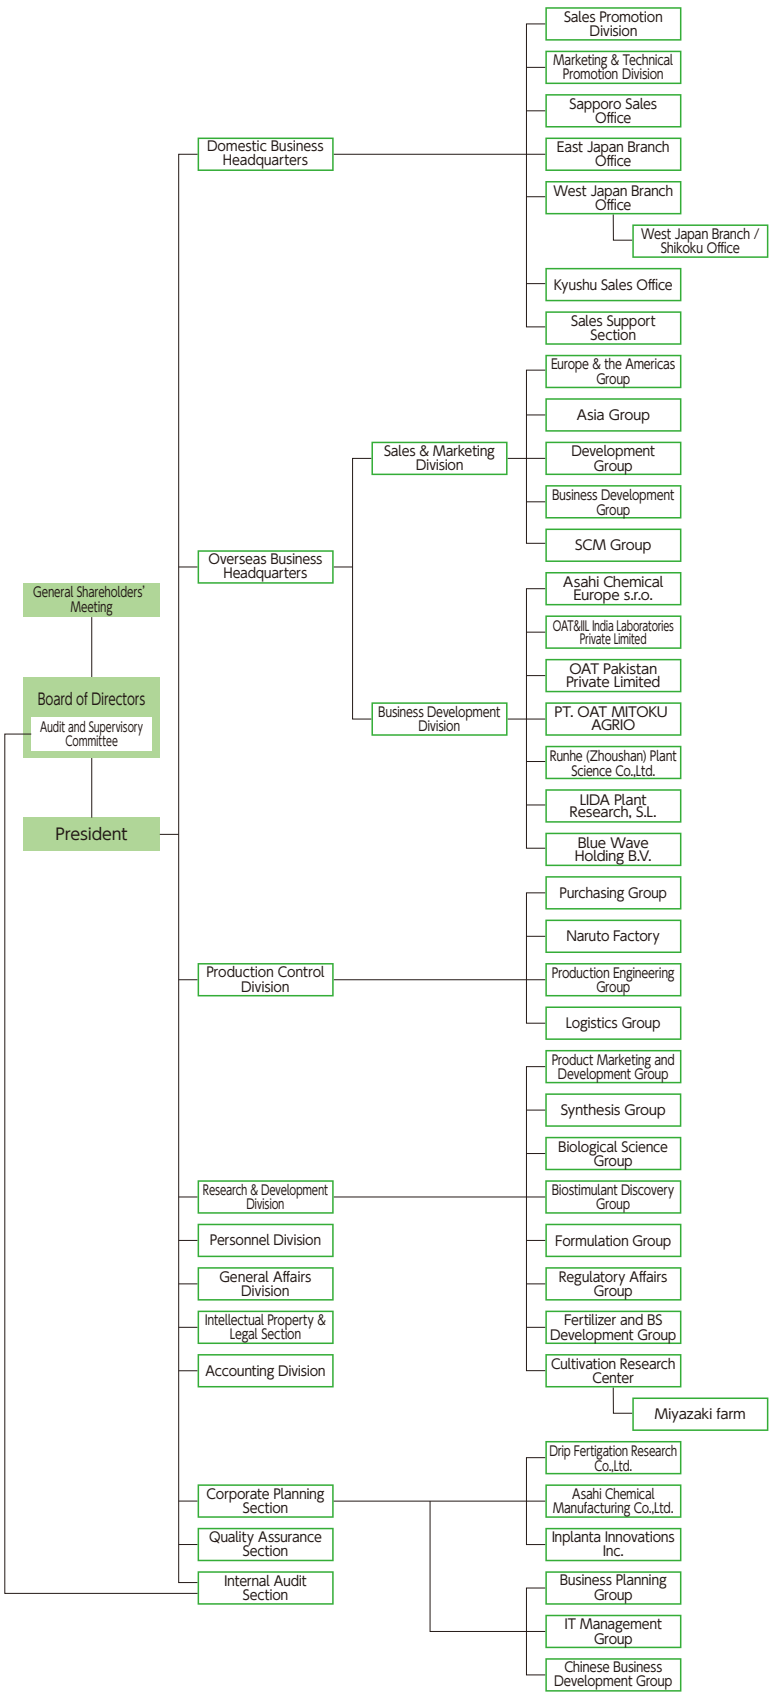 General Shareholders'
Meeting
Board of Directors
Audit and Supervisory
Committee
President
Domestic Business
Headquarters
Sales Promotion
Division
Marketing & Technical
Promotion Division
Sapporo Sales
Office
East Japan Branch
Office
West Japan Branch
Office
West Japan Branch /
Shikoku Office
Kyushu Sales Office
Sales Support
Section
Overseas Business
Headquarters
Sales & Marketing
Division
Europe & the Americas
Group
Asia Group
Development
Group
Business Development
Group
SCM Group
Business Development
Division
Asahi Chemical
Europe s.r.o.
OAT&IIL India Laboratories
Private Limited
OAT Pakistan
Private Limited
PT. OAT MITOKU
AGRIO
Runhe (Zhoushan) Plant
Science Co.,Ltd.
LIDA Plant
Research, S.L.
Blue Wave
Holding B.V.
Production Control
Division
Purchasing Group
Naruto Factory
Production Engineering
Group
Logistics Group
Research & Development
Division
Product Marketing and
Development Group
Synthesis Group
Biological Science
Group
Biostimulant Discovery
Group
Formulation Group
Regulatory Affairs
Group
Fertilizer and BS
Development Group
Cultivation Research
Center
Miyazaki farm
Personnel Division
General Affairs
Division
Intellectual Property &
Legal Section
Accounting Division
Corporate Planning
Section
Drip Fertigation Research
Co.,Ltd.
Asahi Chemical
Manufacturing Co.,Ltd.
Inplanta Innovations
Inc.
Business Planning
Group
IT Management
Group
Chinese Business
Development Group
Quality Assurance
Section
Internal Audit
Section